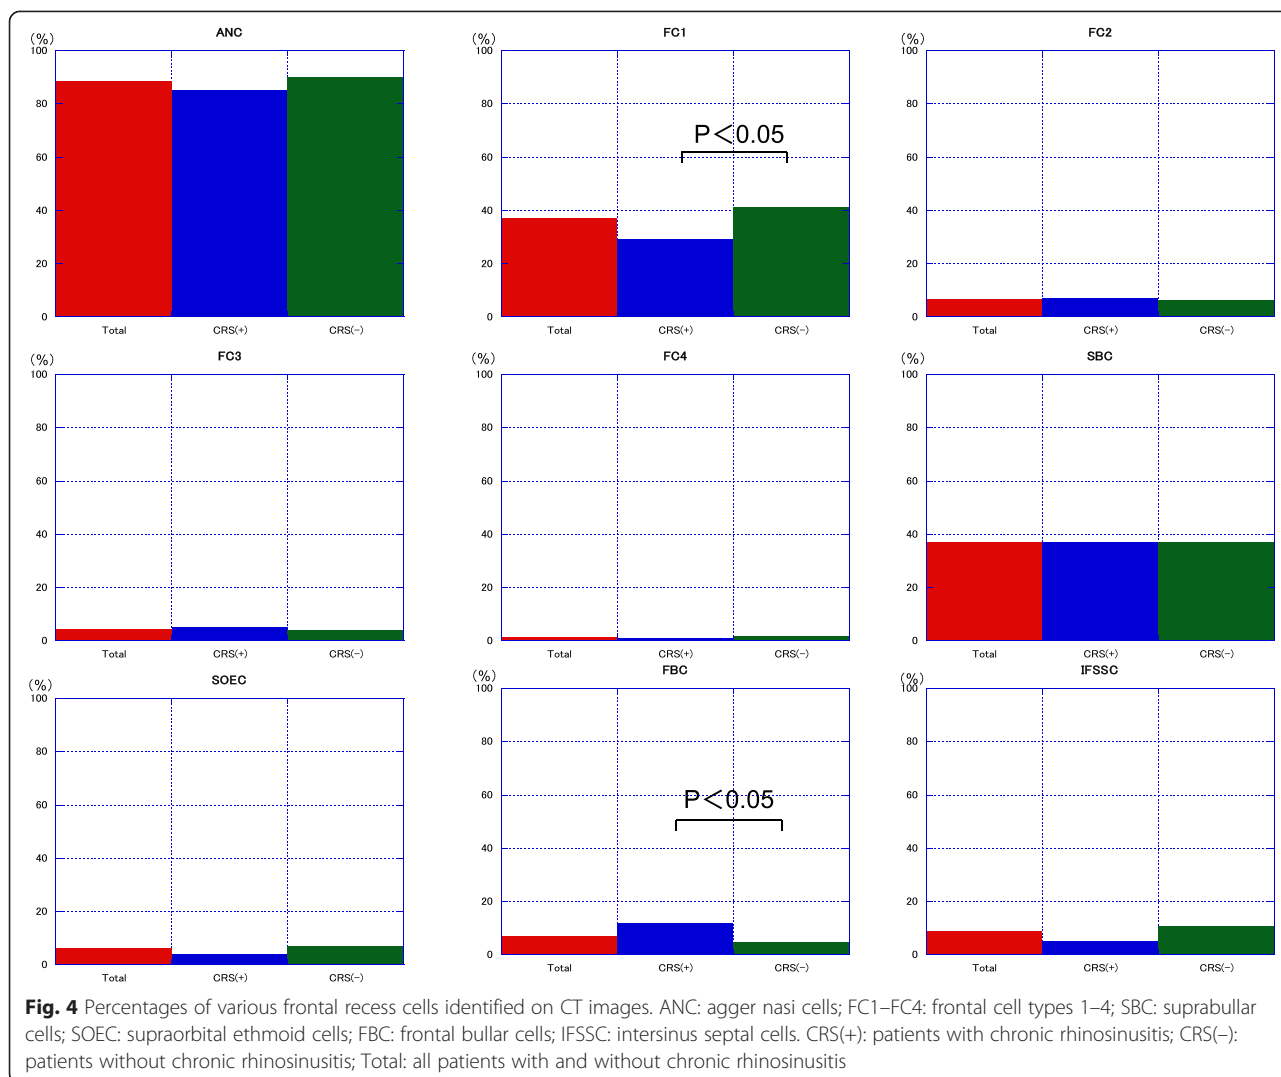 ANC
(%)
100
80
60
40
20
0
Total CRS(+) CRS(−)
FC1
(%)
100
80
60
40
20
0
P<0.05
Total CRS(+) CRS(−)
FC2
(%)
100
80
60
40
20
0
Total CRS(+) CRS(−)
FC3
(%)
100
80
60
40
20
0
Total CRS(+) CRS(−)
FC4
(%)
100
80
60
40
20
0
Total CRS(+) CRS(−)
SBC
(%)
100
80
60
40
20
0
Total CRS(+) CRS(−)
SOEC
(%)
100
80
60
40
20
0
Total CRS(+) CRS(−)
FBC
(%)
100
80
60
40
20
0
P<0.05
Total CRS(+) CRS(−)
IFSSC
(%)
100
80
60
40
20
0
Total CRS(+) CRS(−)
Fig. 4 Percentages of various frontal recess cells identified on CT images. ANC: agger nasi cells; FC1–FC4: frontal cell types 1–4; SBC: suprabullar
cells; SOEC: supraorbital ethmoid cells; FBC: frontal bullar cells; IFSSC: intersinus septal cells. CRS(+): patients with chronic rhinosinusitis; CRS(−):
patients without chronic rhinosinusitis; Total: all patients with and without chronic rhinosinusitis